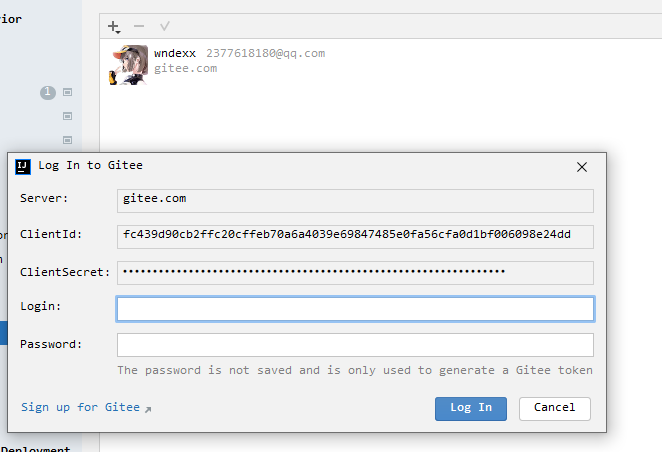 ior
wndexx 2377618180@qq.com
gitee.com
1
IJ Log In to Gitee
Server: gitee.com
ClientId: fc439d90cb2ffc20cffeb70a6a4039e69847485e0fa56cfa0d1bf006098e24dd
ClientSecret:
Login:
Password:
The password is not saved and is only used to generate a Gitee token
Sign up for Gitee
Log In
Cancel
Deployment